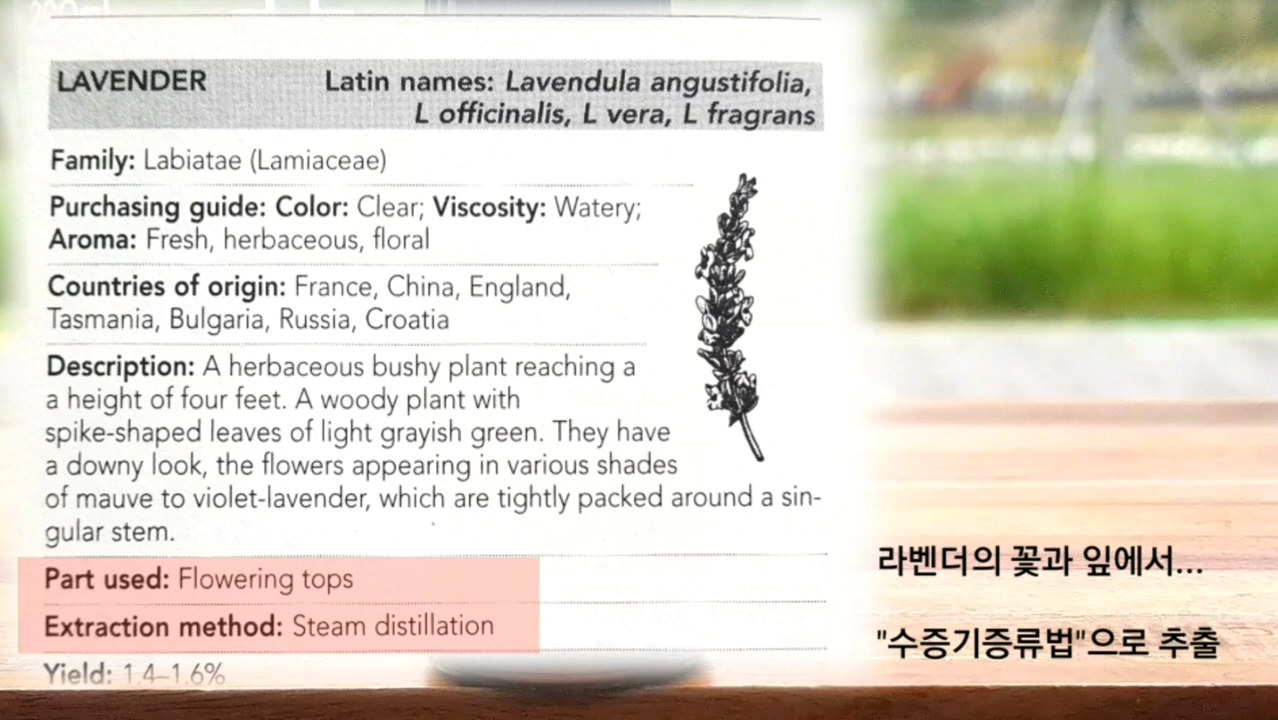 LAVENDER Latin names: Lavendula angustifolia,
L officinalis, L vera, L fragrans
Family: Labiatae (Lamiaceae)
Purchasing guide: Color: Clear; Viscosity: Watery;
Aroma: Fresh, herbaceous, floral
Countries of origin: France, China, England,
Tasmania, Bulgaria, Russia, Croatia
Description: A herbaceous bushy plant reaching a
a height of four feet. A woody plant with
spike-shaped leaves of light grayish green. They have
a downy look, the flowers appearing in various shades
of mauve to violet-lavender, which are tightly packed around a sin-
gular stem.
Part used: Flowering tops
Extraction method: Steam distillation
Yield: 1.4–1.6%
라벤더의 꽃과 잎에서...
"수증기증류법"으로 추출